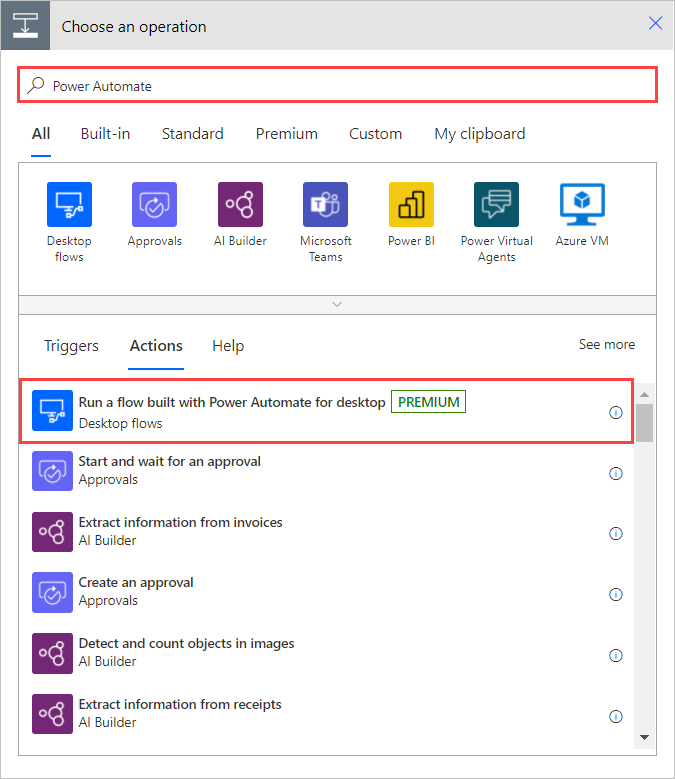 Choose an operation
Power Automate
All Built-in Standard Premium Custom My clipboard
Desktop flows
Approvals
AI Builder
Microsoft Teams
Power BI
Power Virtual Agents
Azure VM
Triggers Actions Help See more
Run a flow built with Power Automate for desktop PREMIUM
Desktop flows
Start and wait for an approval
Approvals
Extract information from invoices
AI Builder
Create an approval
Approvals
Detect and count objects in images
AI Builder
Extract information from receipts
AI Builder